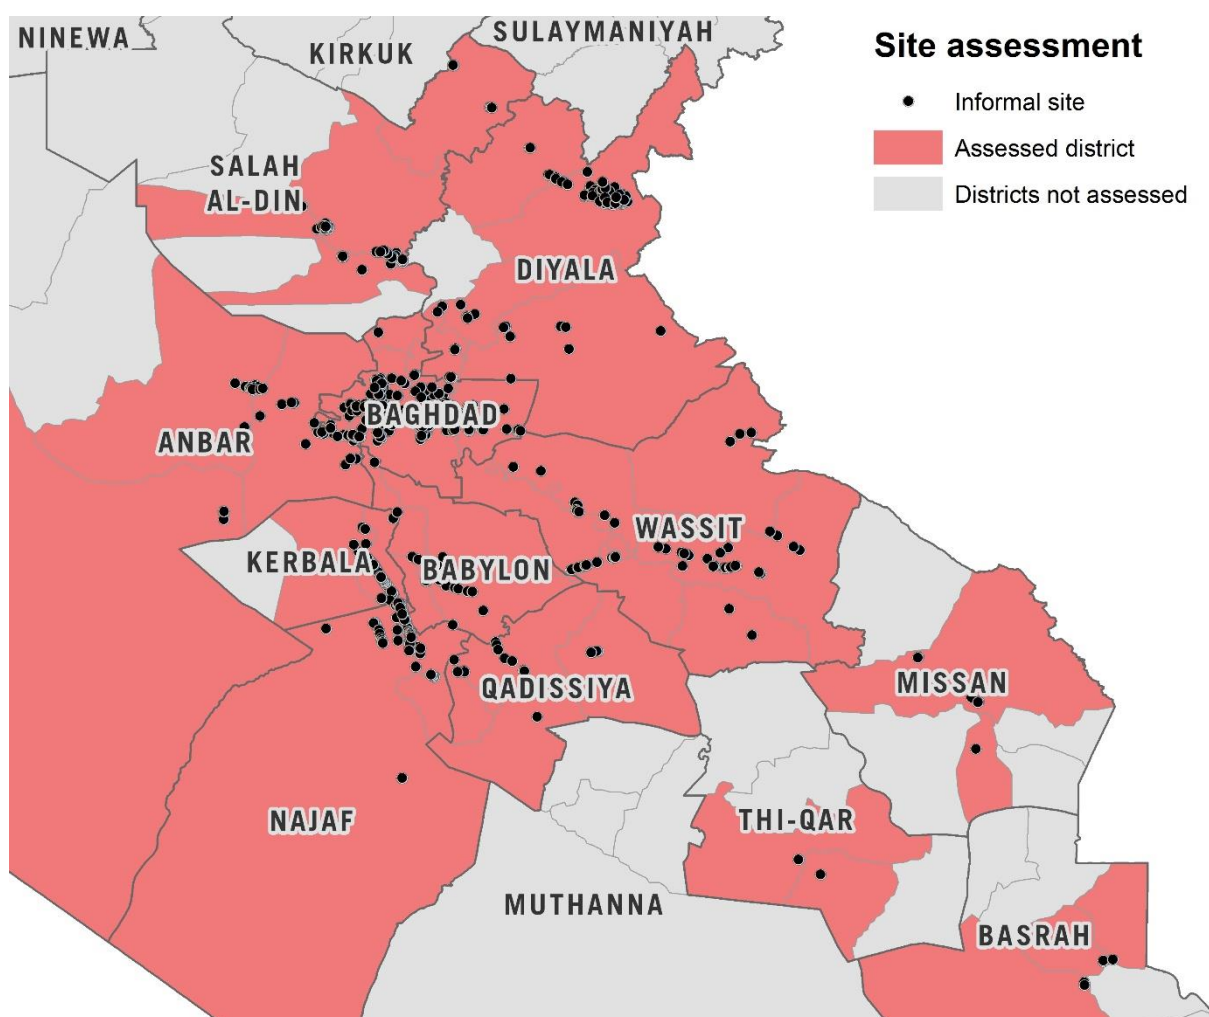 NINEWA
KIRKUK
SULAYMANIYAH
Site assessment
Informal site
Assessed district
Districts not assessed
SALAH
AL-DIN
DIYALA
BAGHDAD
ANBAR
WASSIT
KERBALA
BABYLON
QADISSIYA
MISSAN
NAJAF
THI-QAR
MUTHANNA
BASRAH